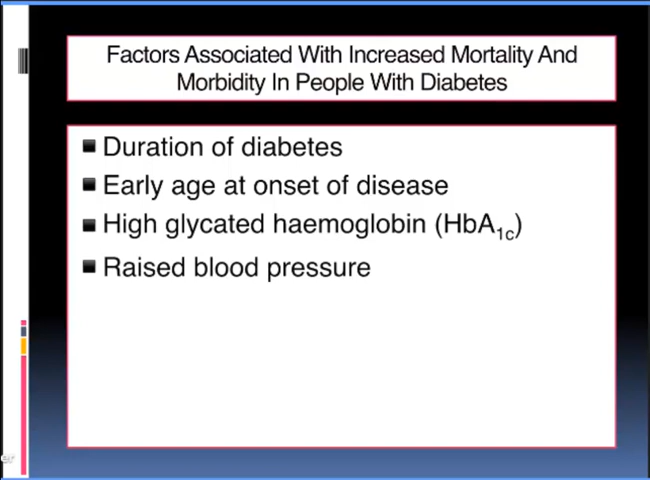 Factors Associated With Increased Mortality And
Morbidity In People With Diabetes
Duration of diabetes
Early age at onset of disease
High glycated haemoglobin (HbA1c)
Raised blood pressure